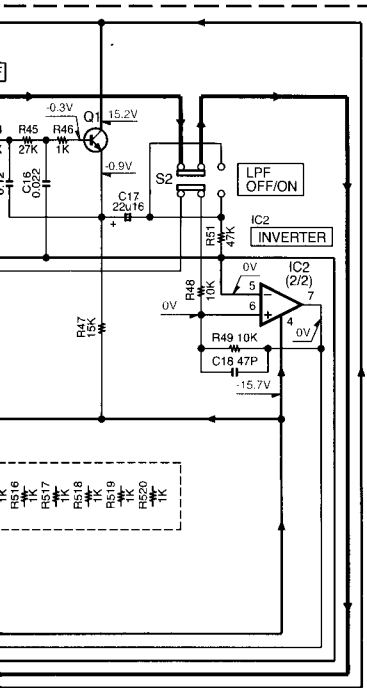 -0.3V
Q1
15.2V
R45
27K
R46
1K
C16
0.022
-0.9V
C17
22u16
+
S2
LPF
OFF/ON
R51
47K
IC2
INVERTER
0V
IC2
(2/2)
5
6
7
4
−
+
R48
10K
0V
0V
R49 10K
C18 47P
-15.7V
R47
15K
R516
1K
R517
1K
R518
1K
R519
1K
R520
1K